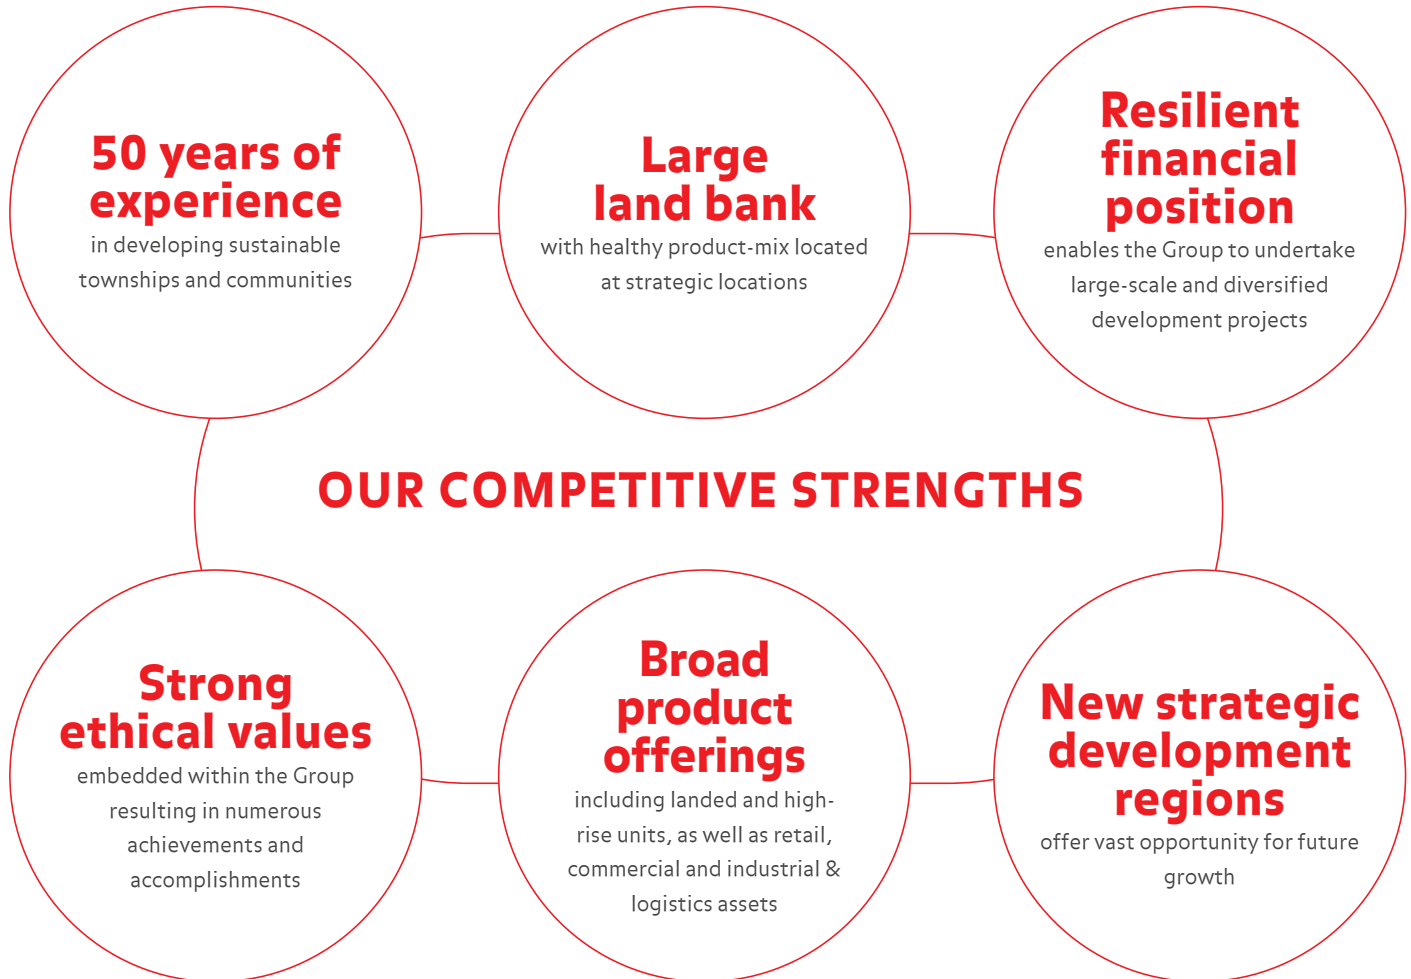 50 years of
experience
in developing sustainable
townships and communities
Large
land bank
with healthy product-mix located
at strategic locations
Resilient
financial
position
enables the Group to undertake
large-scale and diversified
development projects
OUR COMPETITIVE STRENGTHS
Strong
ethical values
embedded within the Group
resulting in numerous
achievements and
accomplishments
Broad
product
offerings
including landed and high-
rise units, as well as retail,
commercial and industrial &
logistics assets
New strategic
development
regions
offer vast opportunity for future
growth